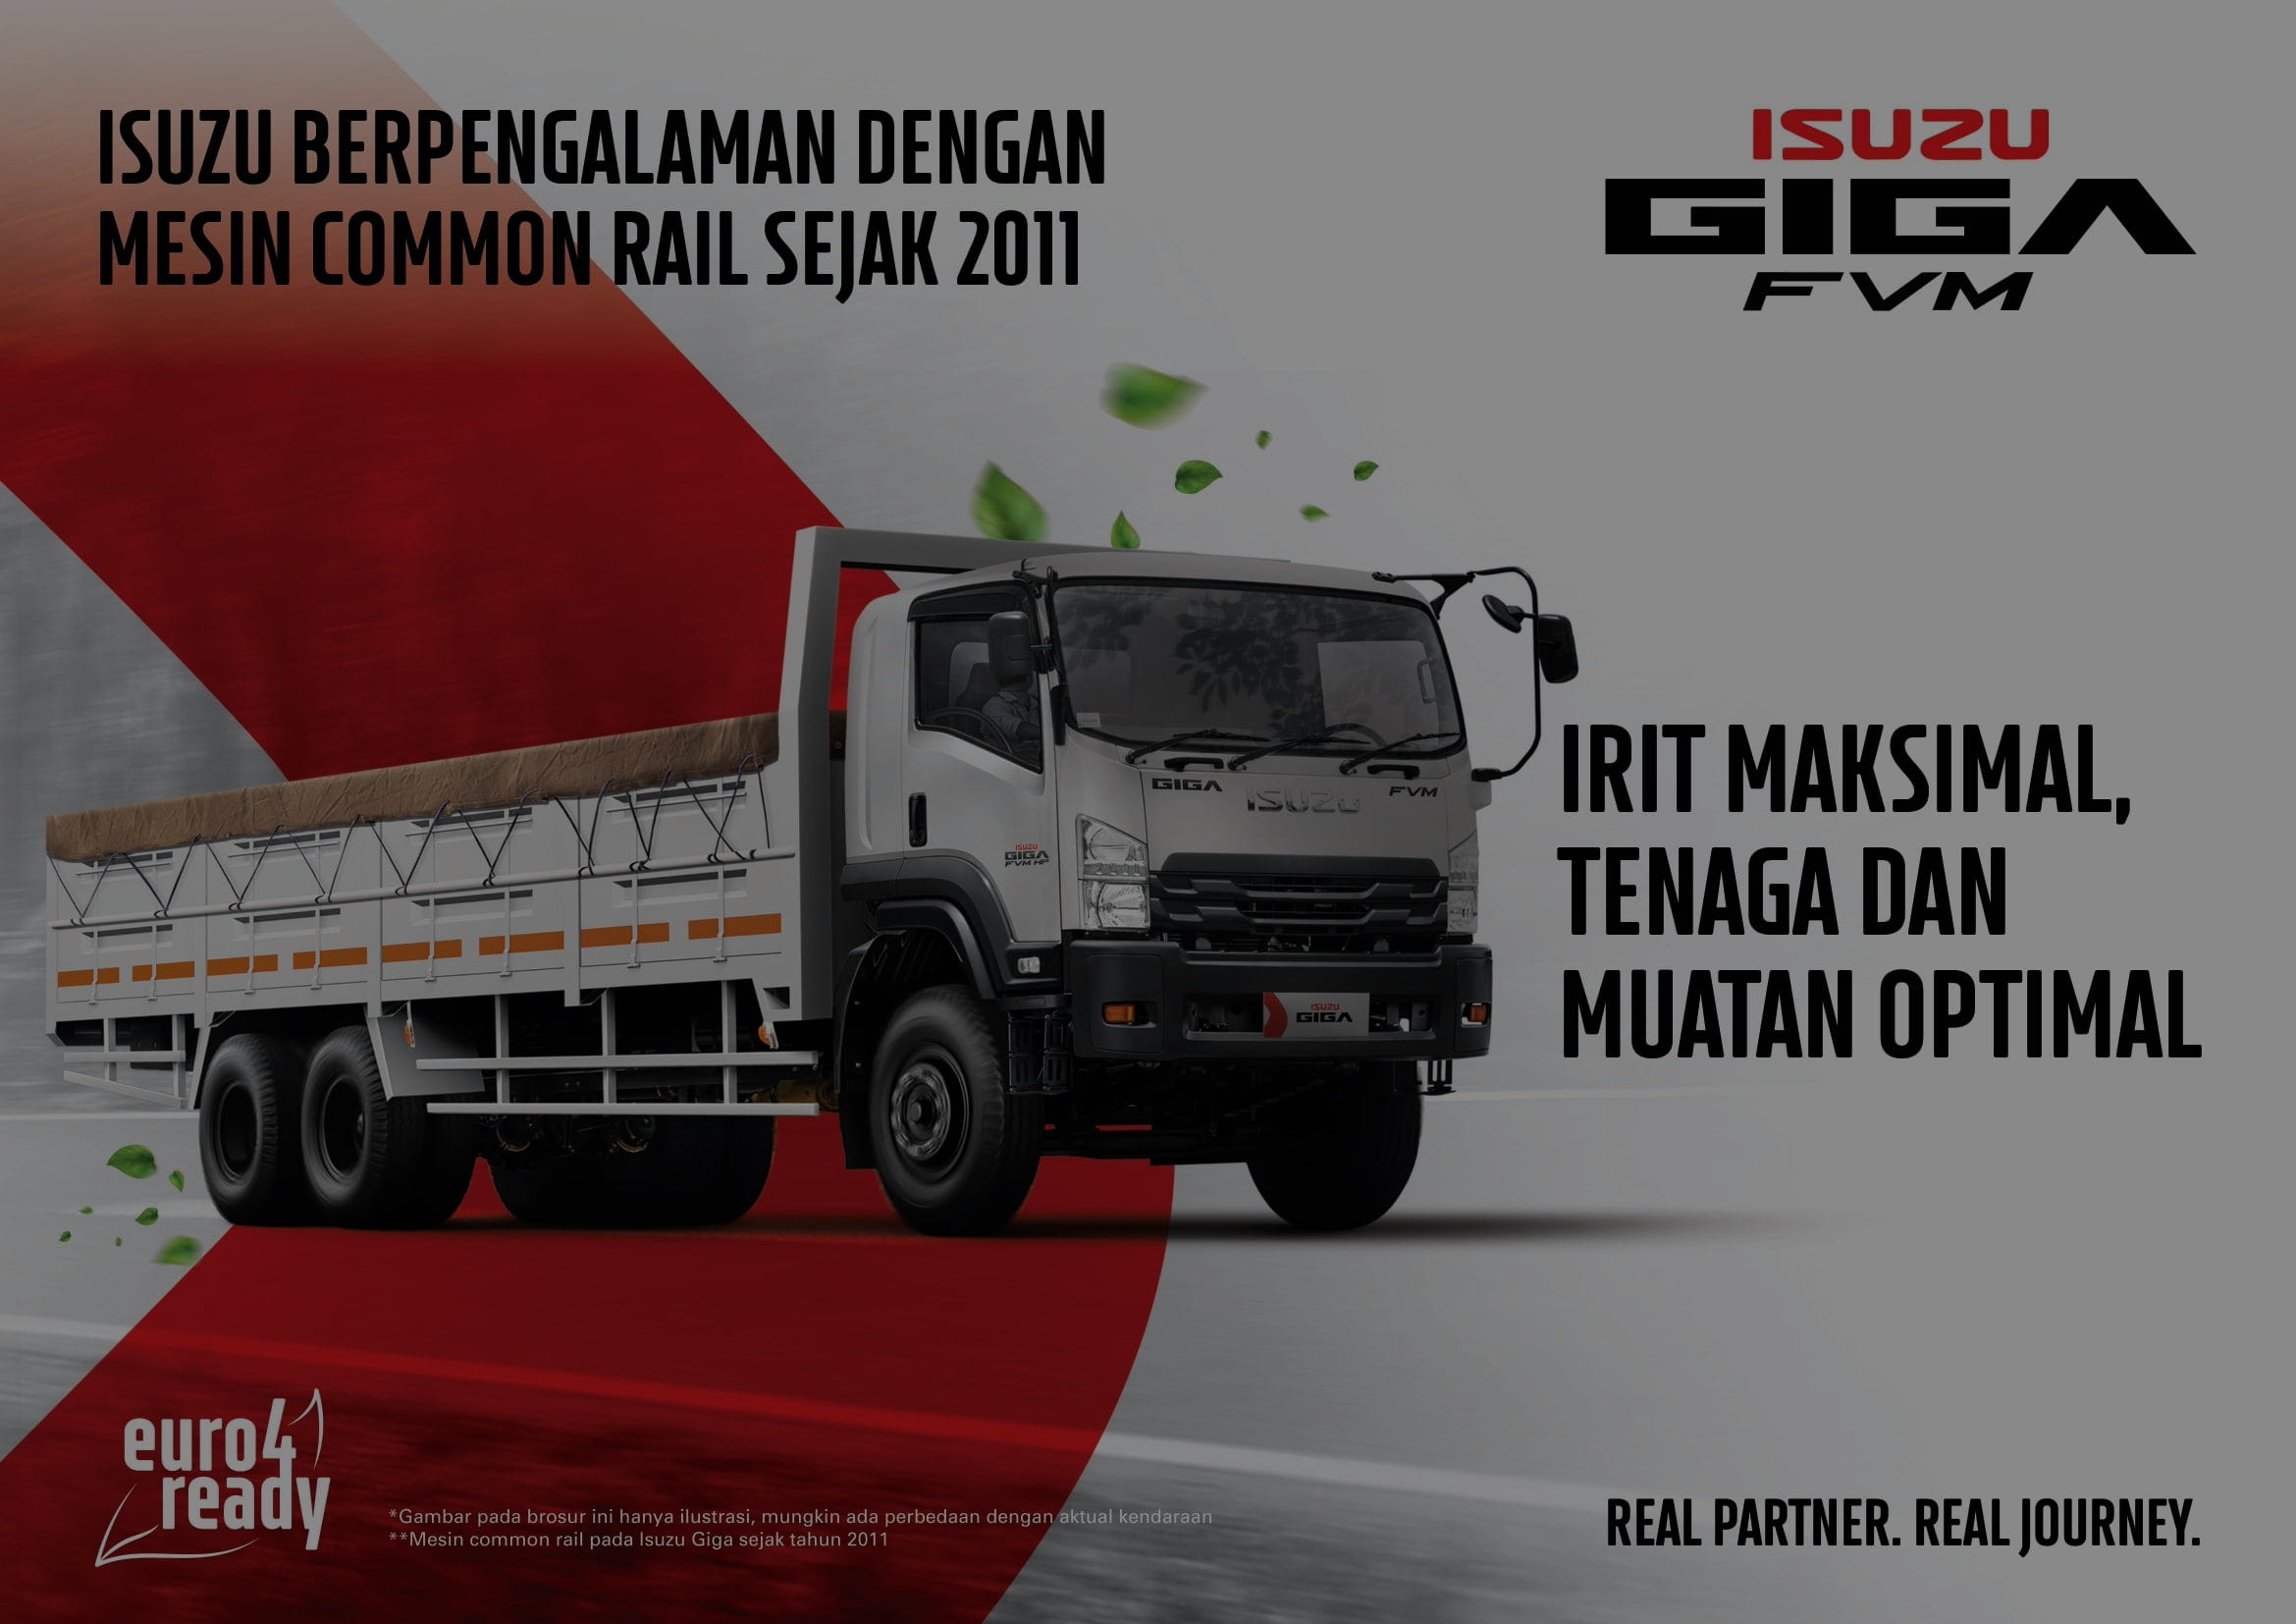 ISUZU BERPENGALAMAN DENGAN
MESIN COMMON RAIL SEJAK 2011
ISUZU
GIGA
FVM
IRIT MAKSIMAL,
TENAGA DAN
MUATAN OPTIMAL
GIGA
ISUZU
FVM
ISUZU
GIGA
FVM HP
ISUZU
GIGA
euro4
ready
*Gambar pada brosur ini hanya ilustrasi, mungkin ada perbedaan dengan aktual kendaraan
**Mesin common rail pada Isuzu Giga sejak tahun 2011
REAL PARTNER. REAL JOURNEY.